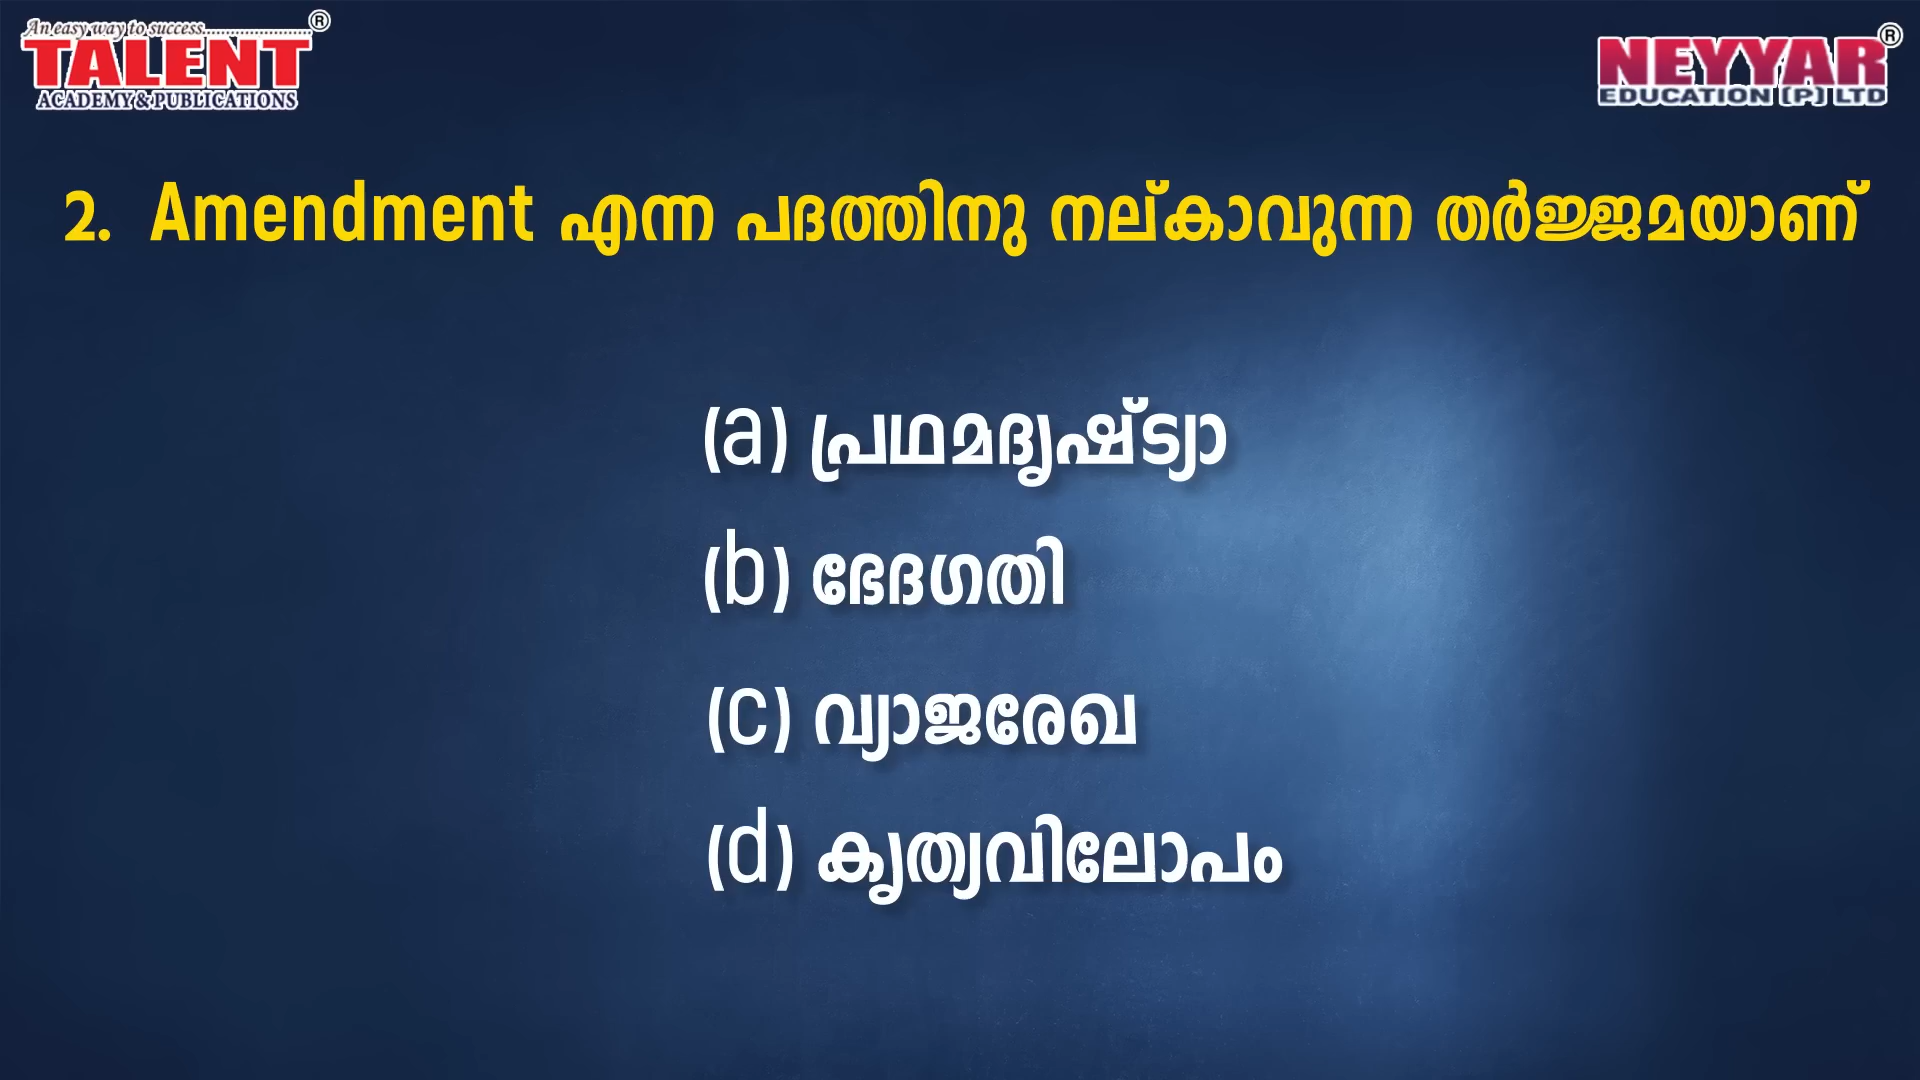 An easy way to success........................®
TALENT
ACADEMY & PUBLICATIONS
NEYYAR®
EDUCATION (P) LTD
2. Amendment എന്ന പദത്തിനു നല്കാവുന്ന തർജ്ജമയാണ്
(a) പ്രഥമദൃഷ്ട്യാ
(b) ഭേദഗതി
(c) വ്യാജരേഖ
(d) കൃത്യവിലോപം